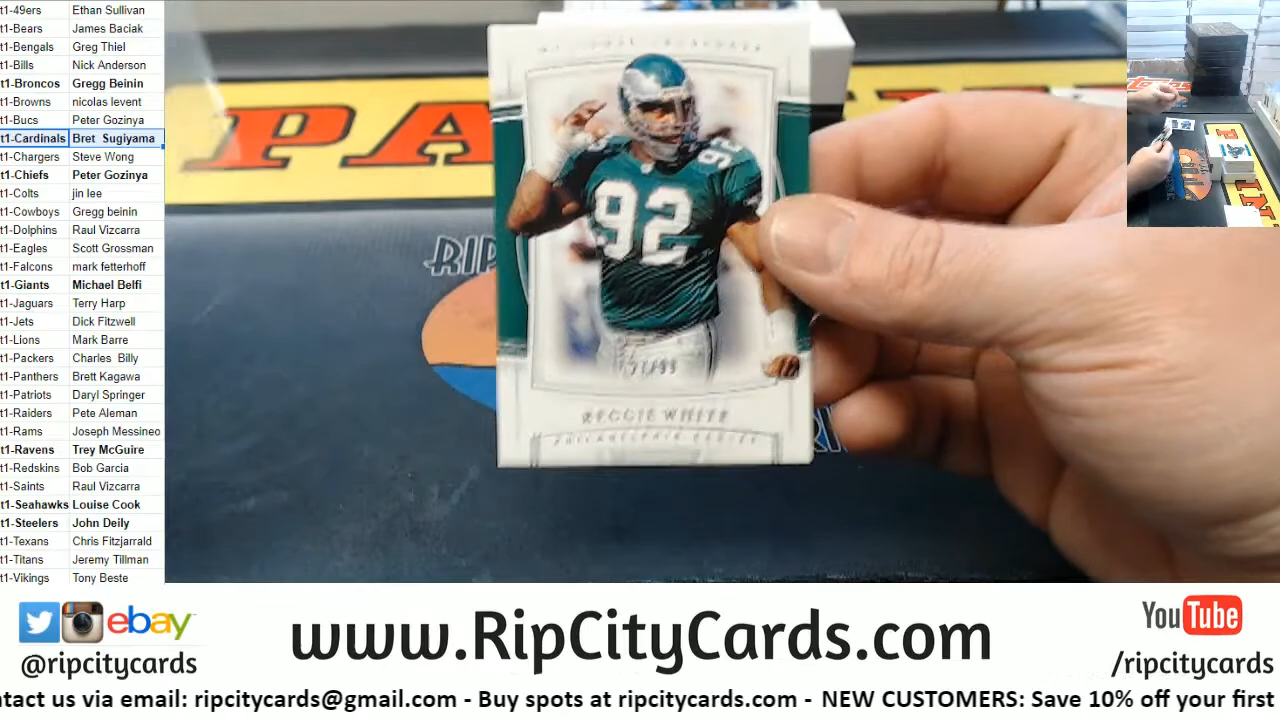 t1-49ers Ethan Sullivan
t1-Bears James Baciak
t1-Bengals Greg Thiel
t1-Bills Nick Anderson
t1-Broncos Gregg Beinin
t1-Browns nicolas levent
t1-Bucs Peter Gozinya
t1-Cardinals Bret Sugiyama
t1-Chargers Steve Wong
t1-Chiefs Peter Gozinya
t1-Colts jin lee
t1-Cowboys Gregg beinin
t1-Dolphins Raul Vizcarra
t1-Eagles Scott Grossman
t1-Falcons mark fetterhoff
t1-Giants Michael Belfi
t1-Jaguars Terry Harp
t1-Jets Dick Fitzwell
t1-Lions Mark Barre
t1-Packers Charles Billy
t1-Panthers Brett Kagawa
t1-Patriots Daryl Springer
t1-Raiders Pete Aleman
t1-Rams Joseph Messineo
t1-Ravens Trey McGuire
t1-Redskins Bob Garcia
t1-Saints Raul Vizcarra
t1-Seahawks Louise Cook
t1-Steelers John Deily
t1-Texans Chris Fitzjarrald
t1-Titans Jeremy Tillman
t1-Vikings Tony Beste
PA
RIP
92
92
REGGIE WHITE
PHILADELPHIA EAGLES
ebay
@ripcitycards
www.RipCityCards.com
YouTube
/ripcitycards
ntact us via email: ripcitycards@gmail.com - Buy spots at ripcitycards.com - NEW CUSTOMERS: Save 10% off your first